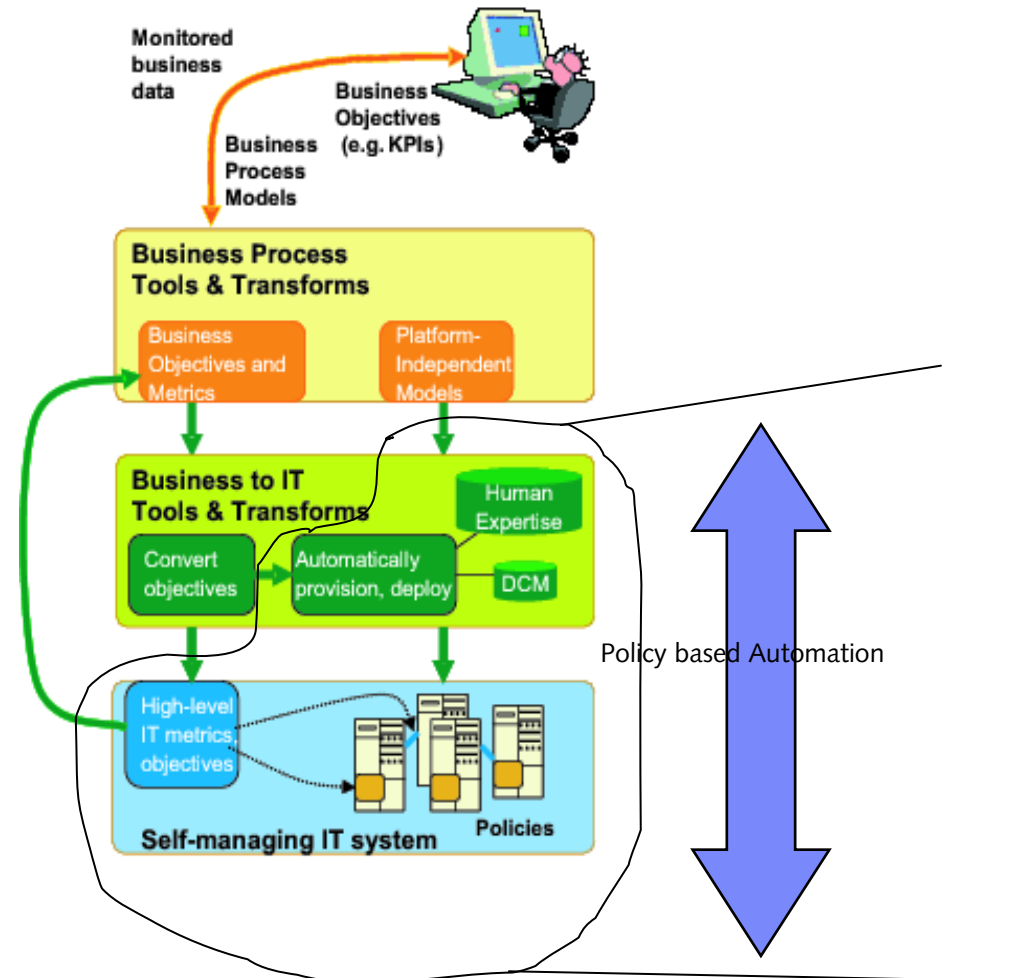 Monitored
business
data
Business
Objectives
(e.g. KPIs)
Business
Process
Models
Business Process
Tools & Transforms
Business
Objectives and
Metrics
Platform-
Independent
Models
Business to IT
Tools & Transforms
Human
Expertise
Convert
objectives
Automatically
provision, deploy
DCM
Policy based Automation
High-level
IT metrics,
objectives
Policies
Self-managing IT system